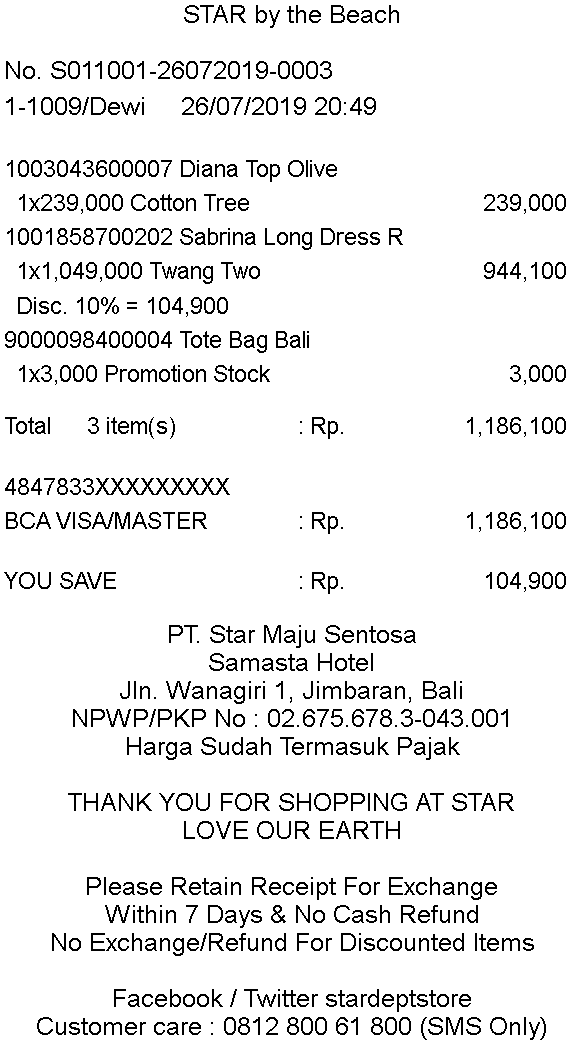 STAR by the Beach
No. S011001-26072019-0003
1-1009/Dewi 26/07/2019 20:49
1003043600007 Diana Top Olive
1x239,000 Cotton Tree 239,000
1001858700202 Sabrina Long Dress R
1x1,049,000 Twang Two 944,100
Disc. 10% = 104,900
9000098400004 Tote Bag Bali
1x3,000 Promotion Stock 3,000
Total 3 item(s) : Rp. 1,186,100
4847833XXXXXXXXX
BCA VISA/MASTER : Rp. 1,186,100
YOU SAVE : Rp. 104,900
PT. Star Maju Sentosa
Samasta Hotel
Jln. Wanagiri 1, Jimbaran, Bali
NPWP/PKP No : 02.675.678.3-043.001
Harga Sudah Termasuk Pajak
THANK YOU FOR SHOPPING AT STAR
LOVE OUR EARTH
Please Retain Receipt For Exchange
Within 7 Days & No Cash Refund
No Exchange/Refund For Discounted Items
Facebook / Twitter stardeptstore
Customer care : 0812 800 61 800 (SMS Only)